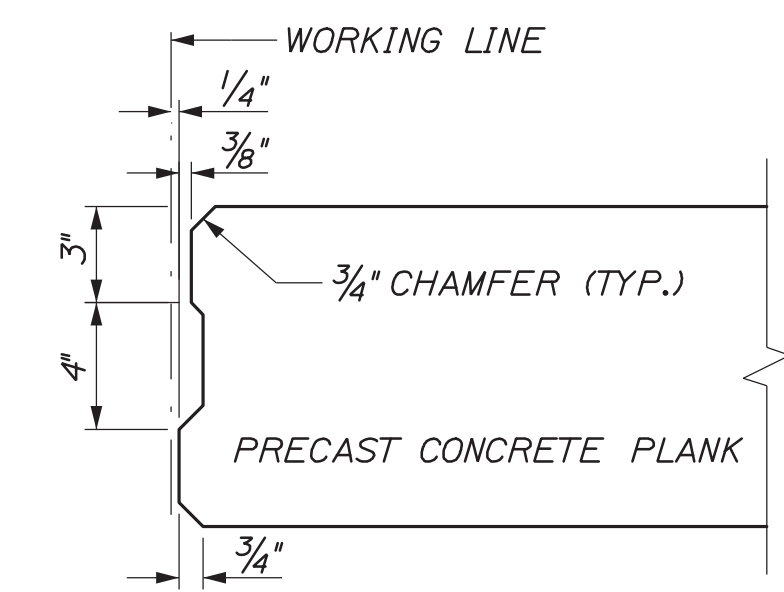 WORKING LINE
1/4"
3/8"
3"
3/4" CHAMFER (TYP.)
4"
PRECAST CONCRETE PLANK
3/4"